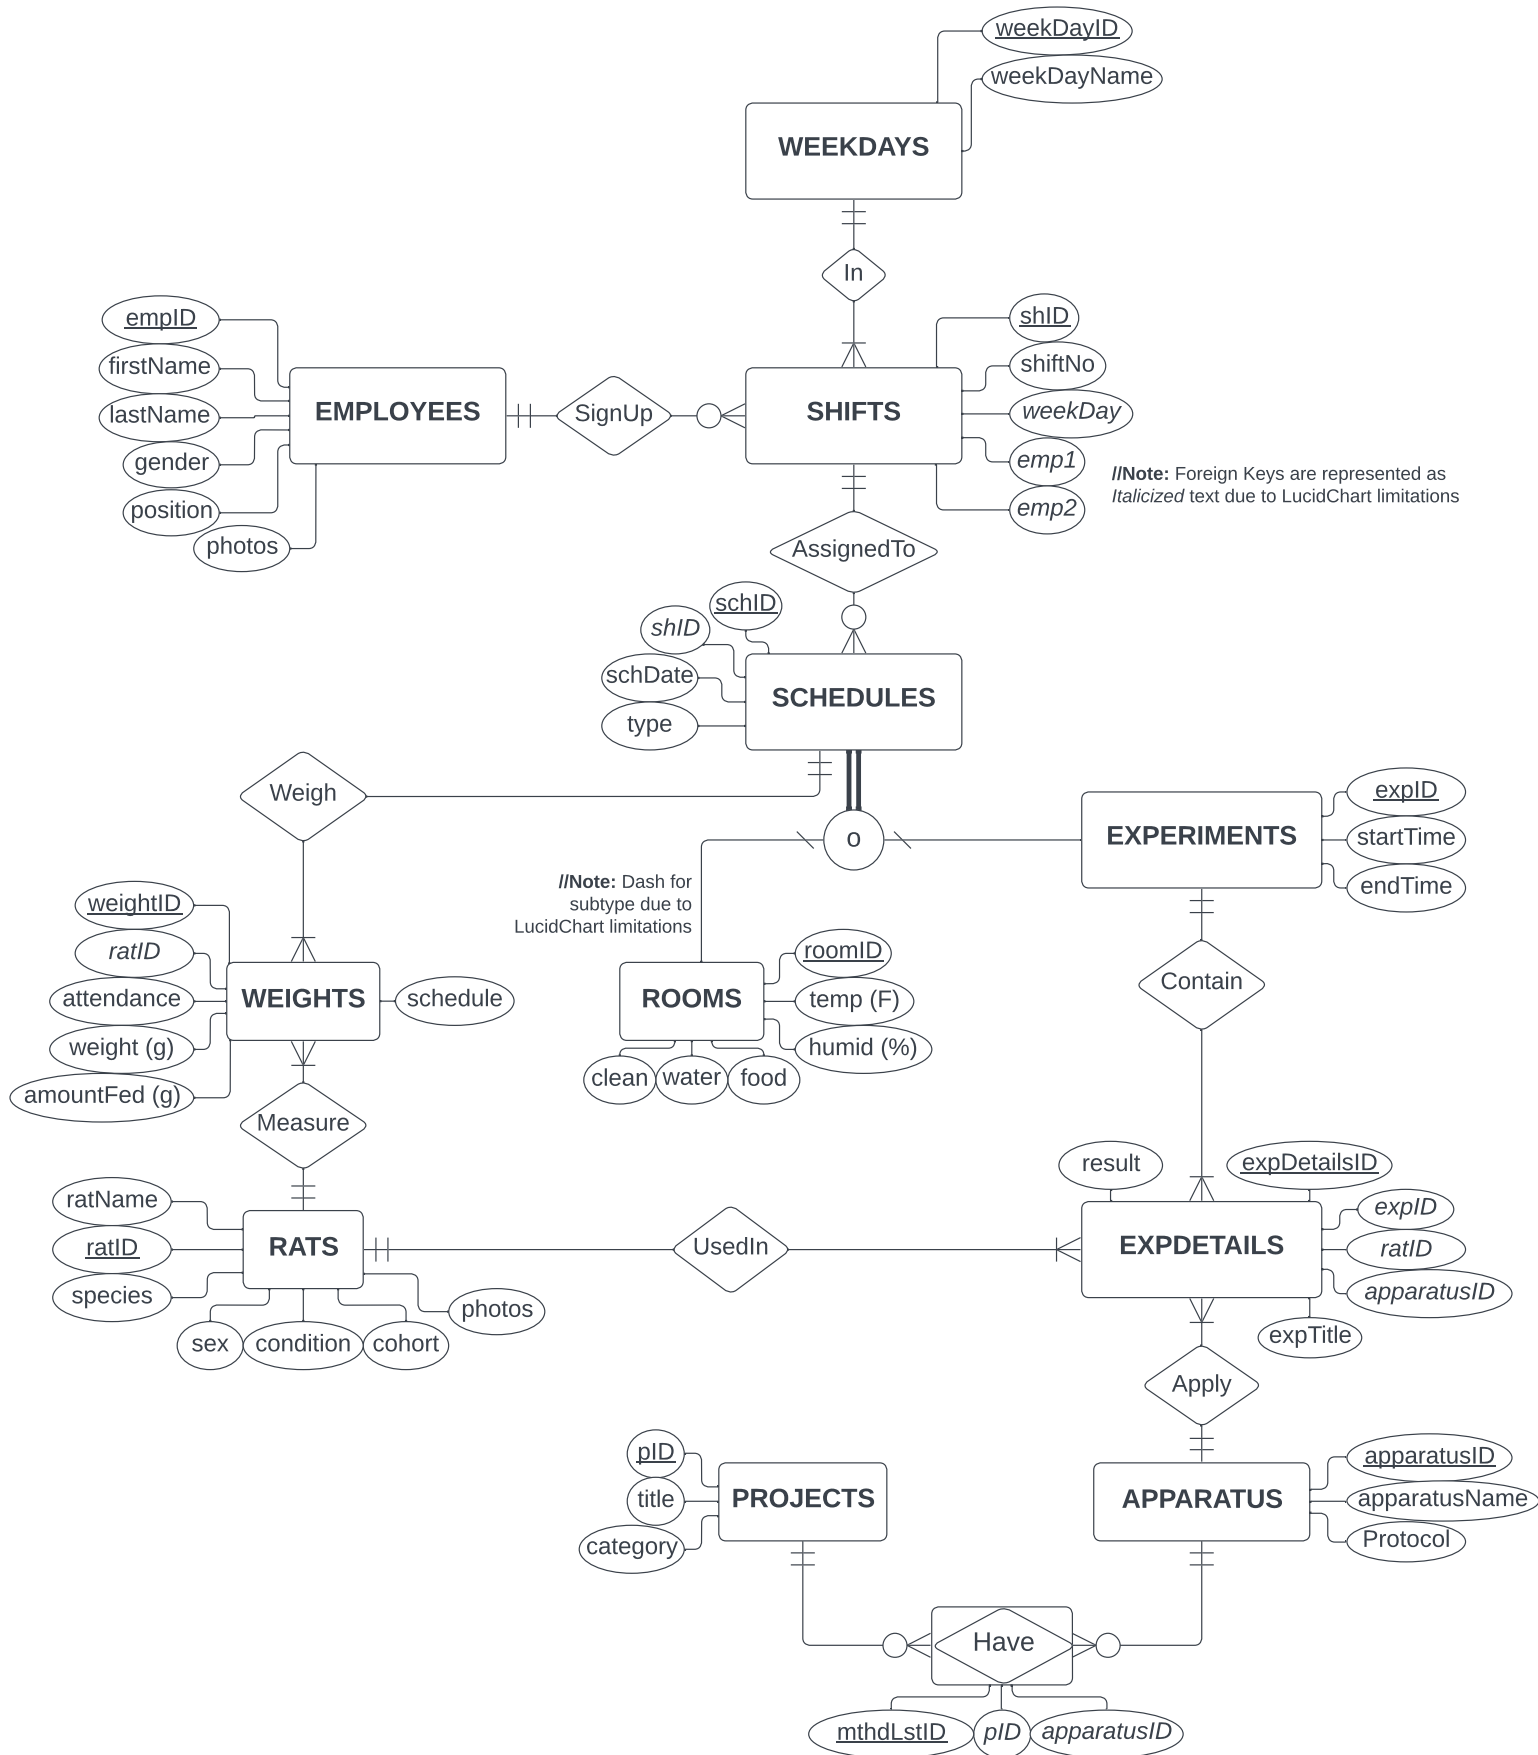 weekDayID
weekDayName
WEEKDAYS
In
empID
firstName
lastName
gender
position
photos
EMPLOYEES
SignUp
SHIFTS
shID
shiftNo
weekDay
emp1
emp2
//Note: Foreign Keys are represented as
Italicized text due to LucidChart limitations
AssignedTo
schID
shID
schDate
type
SCHEDULES
Weigh
o
EXPERIMENTS
expID
startTime
endTime
//Note: Dash for
subtype due to
LucidChart limitations
weightID
ratID
attendance
weight (g)
amountFed (g)
WEIGHTS
schedule
ROOMS
roomID
temp (F)
humid (%)
clean
water
food
Contain
Measure
ratName
ratID
species
RATS
sex
condition
cohort
photos
UsedIn
result
expDetailsID
EXPDETAILS
expID
ratID
apparatusID
expTitle
Apply
pID
title
category
PROJECTS
APPARATUS
apparatusID
apparatusName
Protocol
Have
mthdLstID
pID
apparatusID